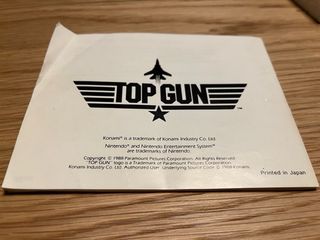 TOP GUN
™
Konami® is a trademark of Konami Industry Co. Ltd.
Nintendo® and Nintendo Entertainment System™
are trademarks of Nintendo.
Copyright © 1988 Paramount Pictures Corporation. All Rights Reserved.
"TOP GUN" logo is a Trademark of Paramount Pictures Corporation.
Konami Industry Co. Ltd. Authorized User. Underlying Source Code © 1988 Konami.
Printed in Japan